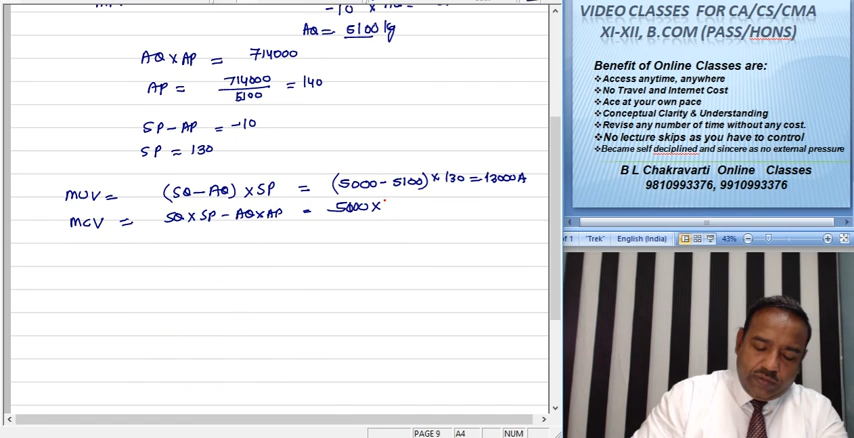 -10 × AQ =
AQ = 5100 kg
AQ × AP = 714000
AP = 714000 / 5100 = 140
SP - AP = -10
SP = 130
MUV = (SQ - AQ) × SP = (5000 - 5100) × 130 = 13000 A
MCV = SQ × SP - AQ × AP = 5000 ×
PAGE 9 A4 NUM
VIDEO CLASSES FOR CA/CS/CMA
XI-XII, B.COM (PASS/HONS)
Benefit of Online Classes are:
❖Access anytime, anywhere
❖No Travel and Internet Cost
❖Ace at your own pace
❖Conceptual Clarity & Understanding
❖Revise any number of time without any cost.
❖No lecture skips as you have to control
❖Became self deciplined and sincere as no external pressure
B L Chakravarti Online Classes
9810993376, 9910993376
of 1 "Trek" English (India) 43%